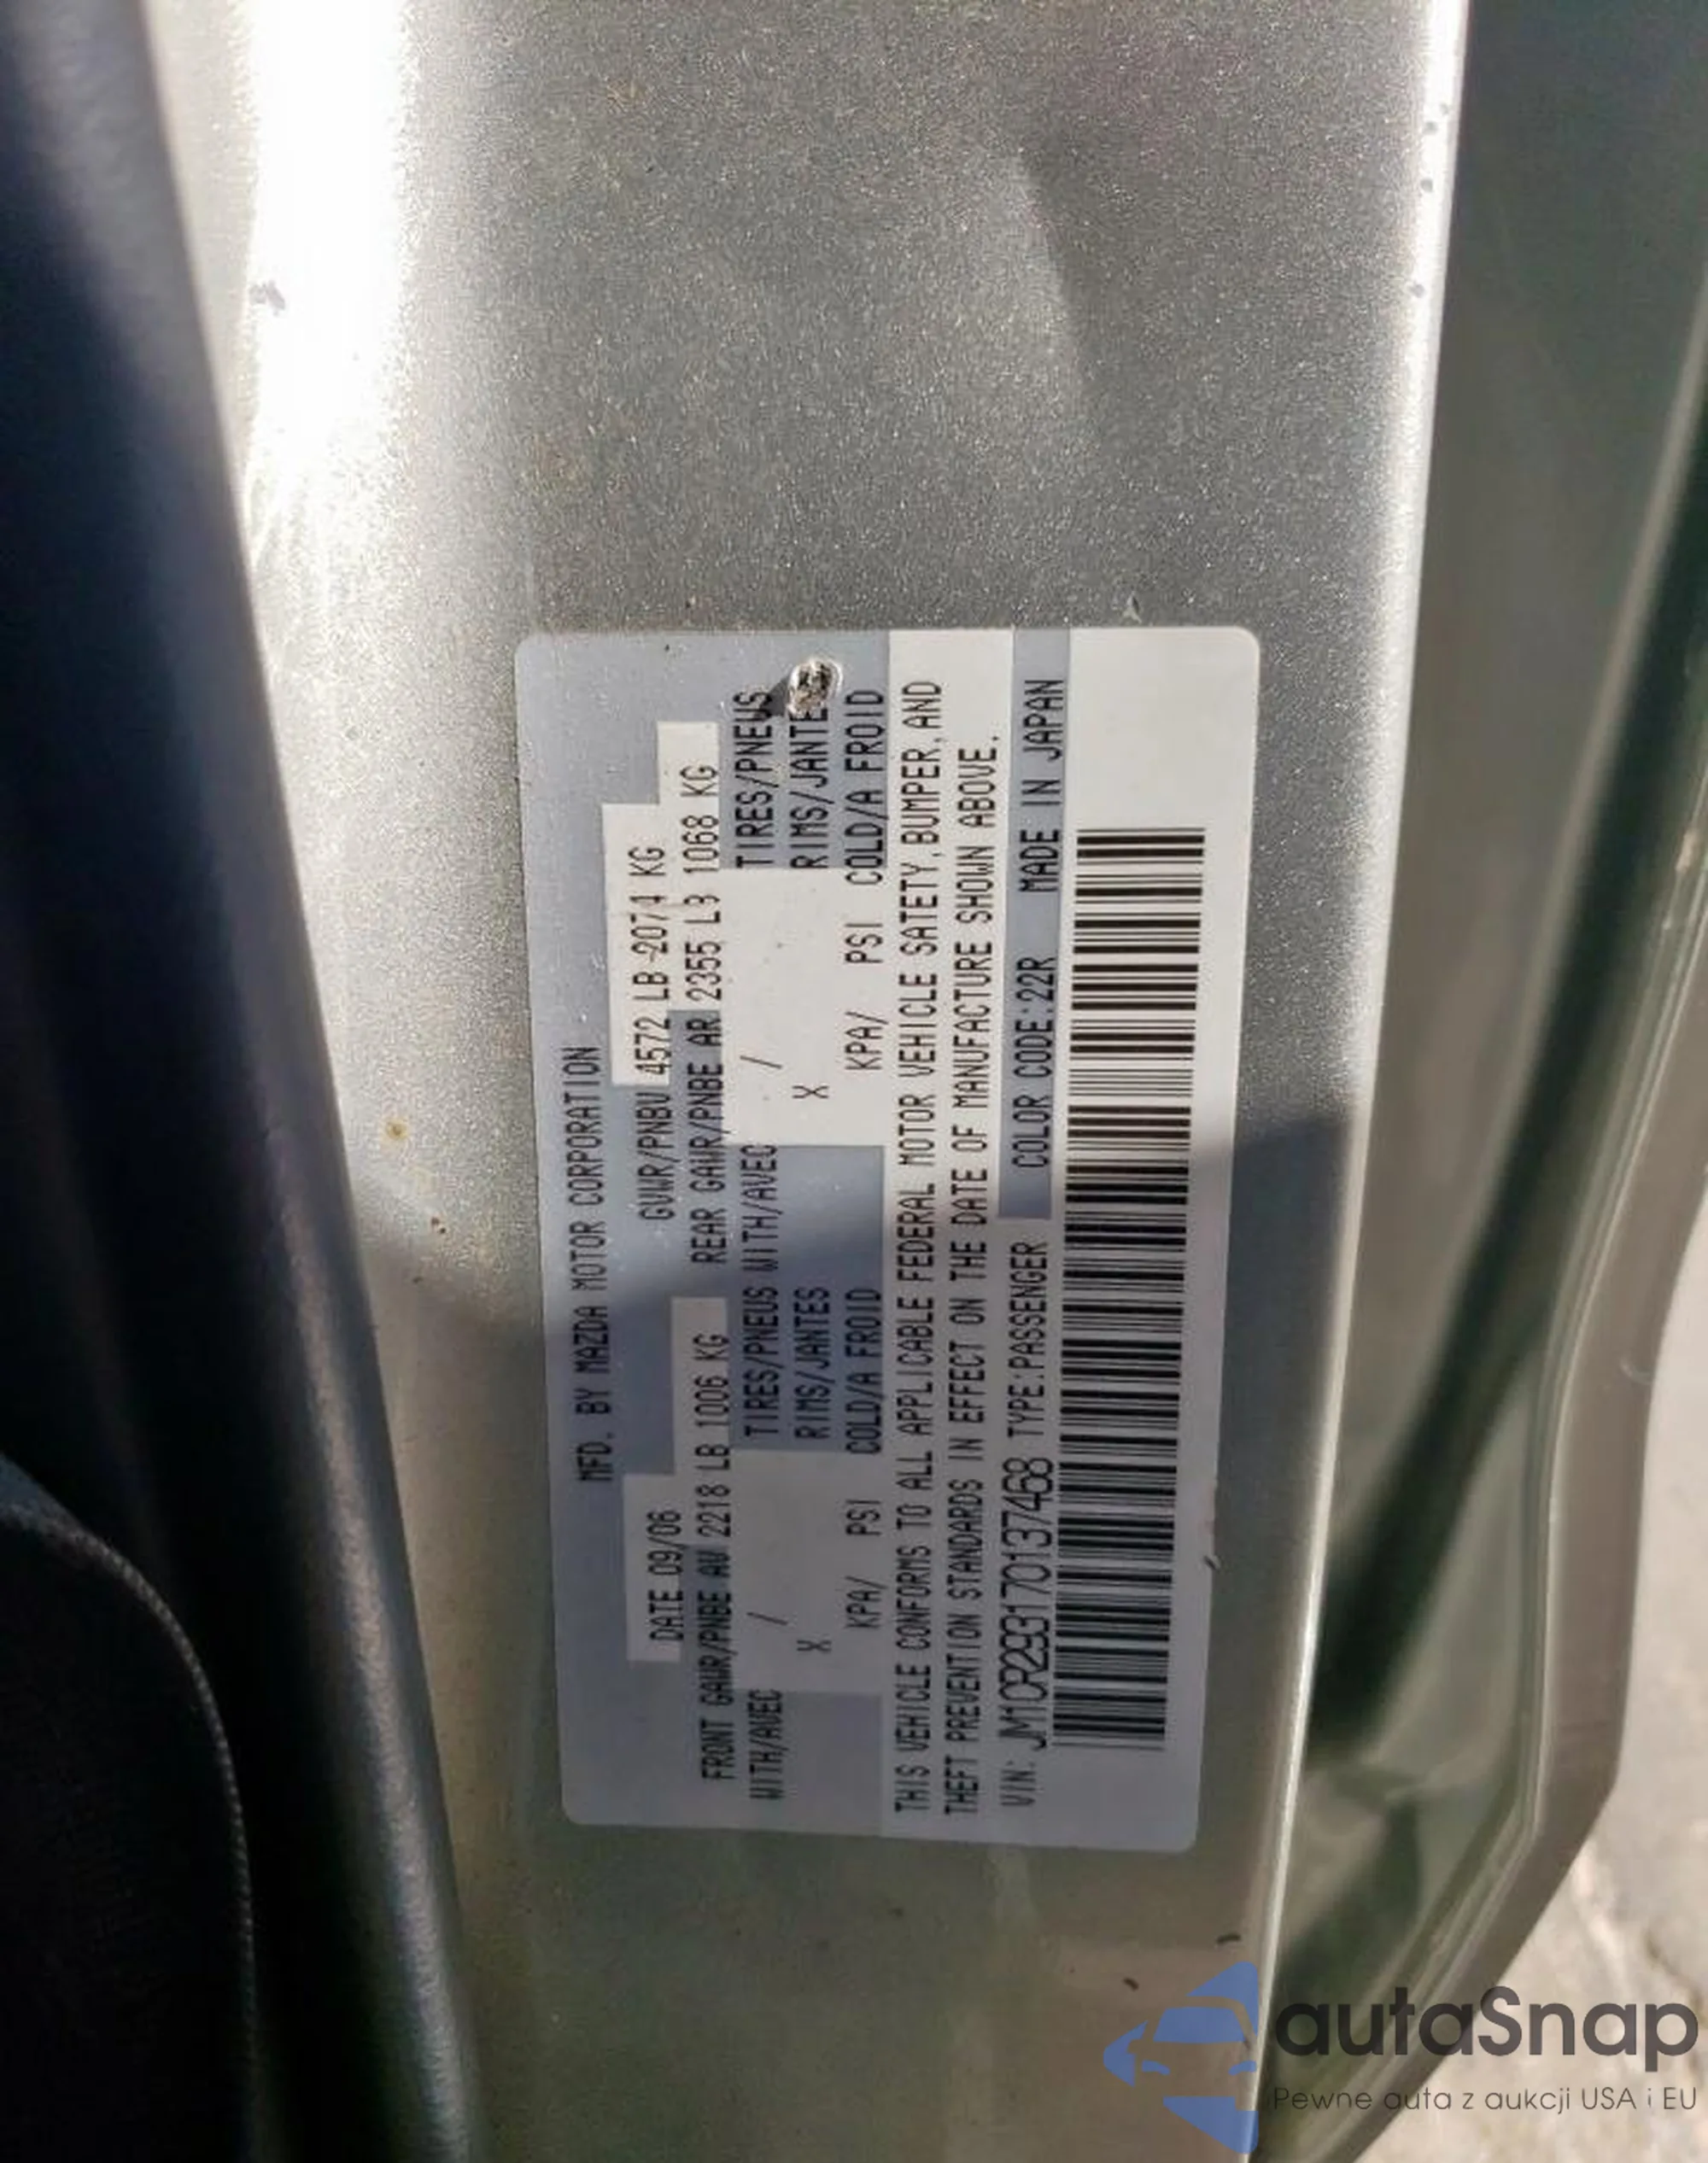 MFD. BY MAZDA MOTOR CORPORATION
DATE 09/06 GVWR/PNBV 4572 LB 2074 KG
FRONT GAWR/PNBE AV 2218 LB 1006 KG REAR GAWR/PNBE AR 2355 LB 1068 KG
WITH/AVEC / TIRES/PNEUS WITH/AVEC / TIRES/PNEUS
X RIMS/JANTES X RIMS/JANTE
KPA/ PSI COLD/A FROID KPA/ PSI COLD/A FROID
THIS VEHICLE CONFORMS TO ALL APPLICABLE FEDERAL MOTOR VEHICLE SAFETY, BUMPER, AND
THEFT PREVENTION STANDARDS IN EFFECT ON THE DATE OF MANUFACTURE SHOWN ABOVE.
VIN: JM1CR293170137468 TYPE:PASSENGER COLOR CODE:22R MADE IN JAPAN
autaSnap
Pewne auta z aukcji USA i EU